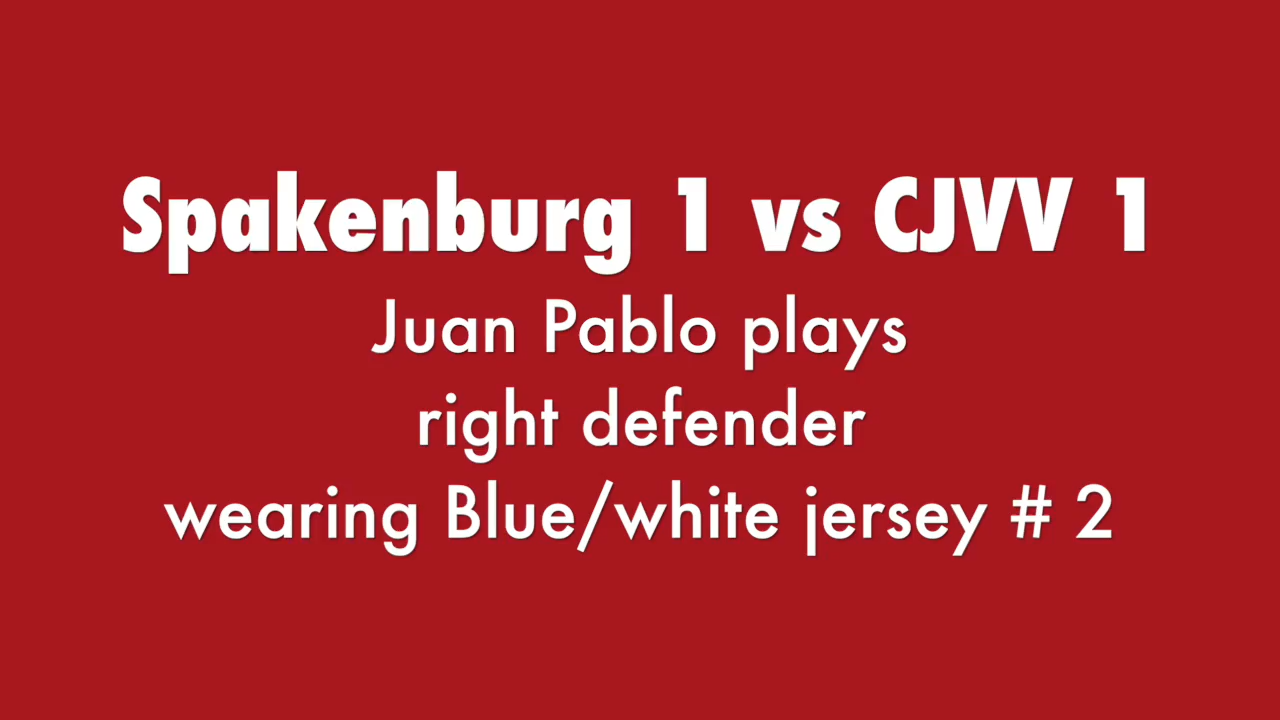 Spakenburg 1 vs CJVV 1
Juan Pablo plays
right defender
wearing Blue/white jersey # 2